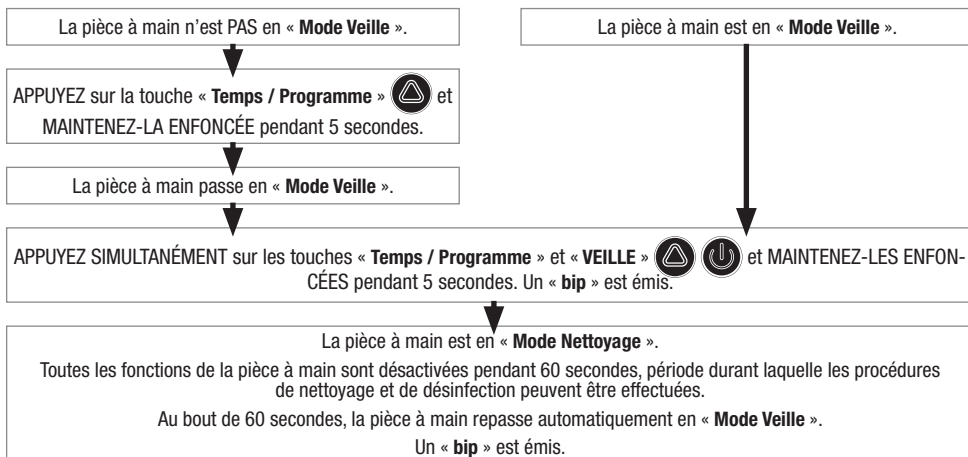 La pièce à main n'est PAS en « Mode Veille ».
La pièce à main est en « Mode Veille ».
APPUYEZ sur la touche « Temps / Programme » et
MAINTENEZ-LA ENFONCÉE pendant 5 secondes.
La pièce à main passe en « Mode Veille ».
APPUYEZ SIMULTANÉMENT sur les touches « Temps / Programme » et « VEILLE » et MAINTENEZ-LES ENFON-
CÉES pendant 5 secondes. Un « bip » est émis.
La pièce à main est en « Mode Nettoyage ».
Toutes les fonctions de la pièce à main sont désactivées pendant 60 secondes, période durant laquelle les procédures
de nettoyage et de désinfection peuvent être effectuées.
Au bout de 60 secondes, la pièce à main repasse automatiquement en « Mode Veille ».
Un « bip » est émis.